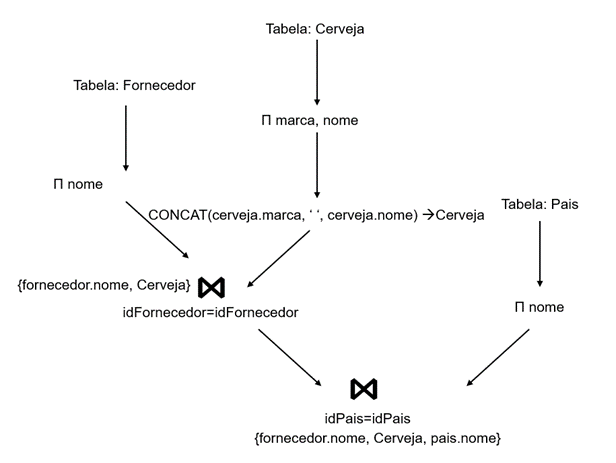 Tabela: Cerveja
Tabela: Fornecedor
Π marca, nome
Π nome
CONCAT(cerveja.marca, ‘ ‘, cerveja.nome) →Cerveja
Tabela: Pais
{fornecedor.nome, Cerveja} ⋈
idFornecedor=idFornecedor
Π nome
⋈
idPais=idPais
{fornecedor.nome, Cerveja, pais.nome}